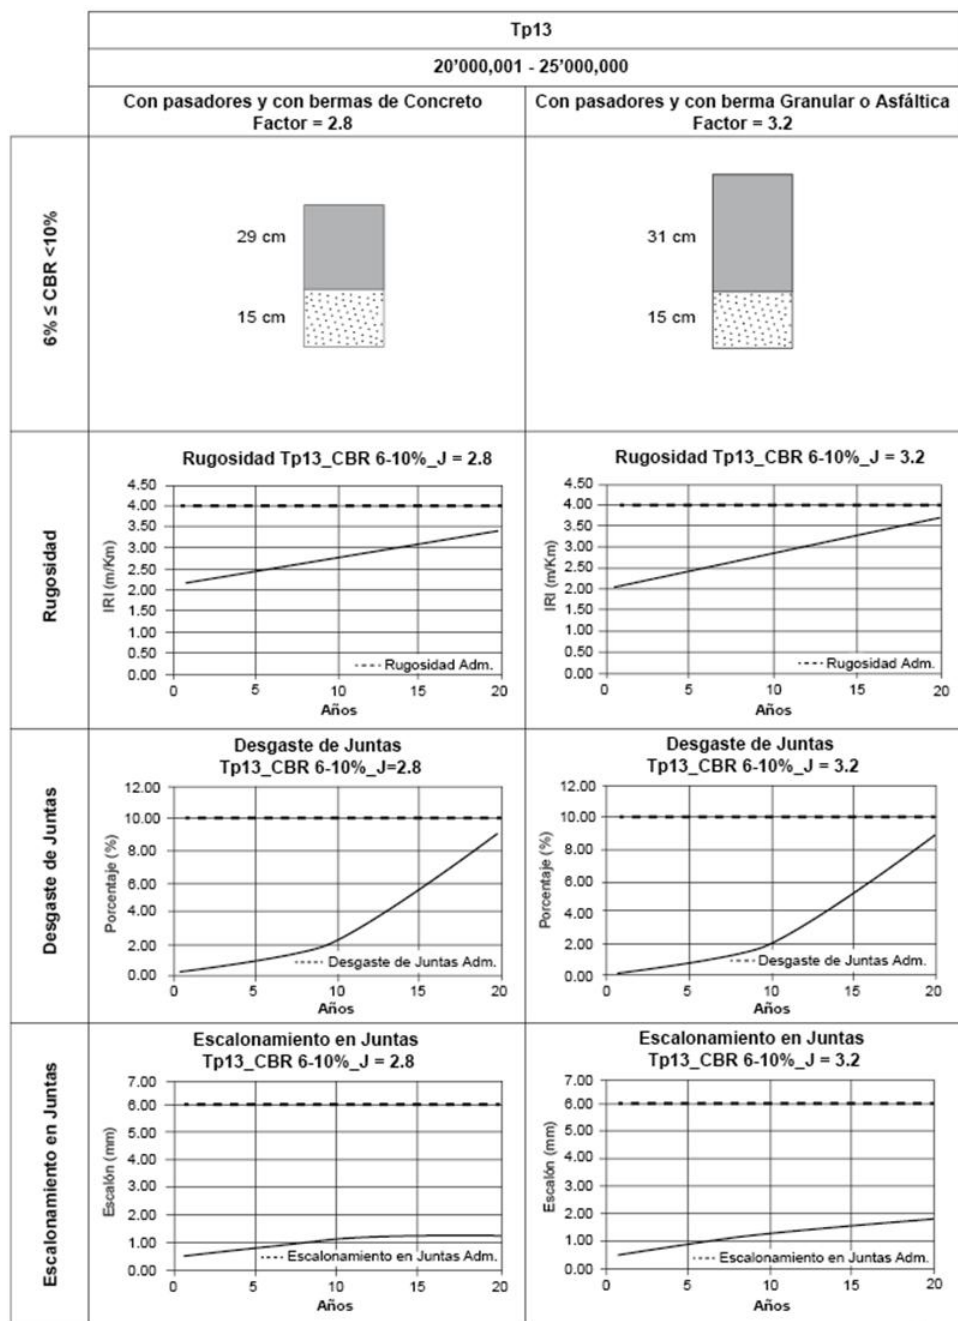 Tp13
20'000,001 - 25'000,000
Con pasadores y con bermas de Concreto
Factor = 2.8
Con pasadores y con berma Granular o Asfáltica
Factor = 3.2
6% ≤ CBR <10%
29 cm
15 cm
31 cm
15 cm
Rugosidad
Rugosidad Tp13_CBR 6-10%_J = 2.8
4.50
4.00
3.50
3.00
2.50
2.00
1.50
1.00
0.50
0.00
IRI (m/Km)
Rugosidad Adm.
0 5 10 15 20
Años
Rugosidad Tp13_CBR 6-10%_J = 3.2
4.50
4.00
3.50
3.00
2.50
2.00
1.50
1.00
0.50
0.00
IRI (m/Km)
Rugosidad Adm.
0 5 10 15 20
Años
Desgaste de Juntas
Desgaste de Juntas
Tp13_CBR 6-10%_J=2.8
12.00
10.00
8.00
6.00
4.00
2.00
0.00
Porcentaje (%)
Desgaste de Juntas Adm.
0 5 10 15 20
Años
Desgaste de Juntas
Tp13_CBR 6-10%_J = 3.2
12.00
10.00
8.00
6.00
4.00
2.00
0.00
Porcentaje (%)
Desgaste de Juntas Adm.
0 5 10 15 20
Años
Escalonamiento en Juntas
Escalonamiento en Juntas
Tp13_CBR 6-10%_J = 2.8
7.00
6.00
5.00
4.00
3.00
2.00
1.00
0.00
Escalón (mm)
Escalonamiento en Juntas Adm.
0 5 10 15 20
Años
Escalonamiento en Juntas
Tp13_CBR 6-10%_J = 3.2
7.00
6.00
5.00
4.00
3.00
2.00
1.00
0.00
Escalón (mm)
Escalonamiento en Juntas Adm.
0 5 10 15 20
Años